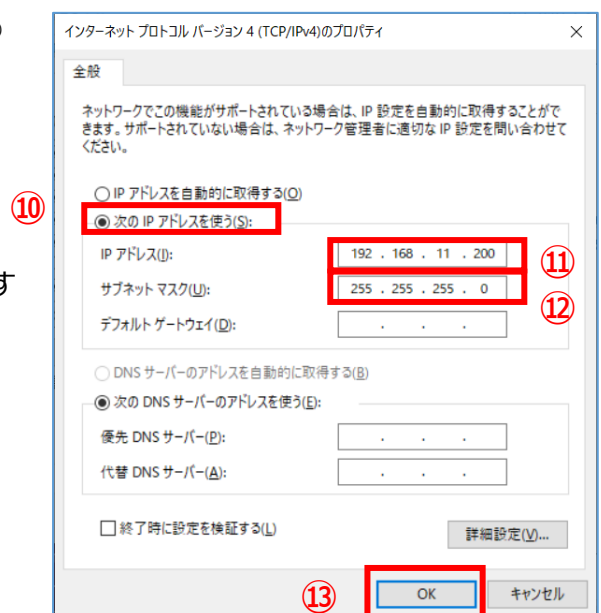 インターネット プロトコル バージョン 4 (TCP/IPv4)のプロパティ
全般
ネットワークでこの機能がサポートされている場合は、IP 設定を自動的に取得することがで
きます。サポートされていない場合は、ネットワーク管理者に適切な IP 設定を問い合わせて
ください。
IP アドレスを自動的に取得する(O)
⑩
次の IP アドレスを使う(S):
IP アドレス(I): 192 . 168 . 11 . 200
⑪
す
サブネット マスク(U): 255 . 255 . 255 . 0
⑫
デフォルト ゲートウェイ(D): . . .
DNS サーバーのアドレスを自動的に取得する(B)
次の DNS サーバーのアドレスを使う(E):
優先 DNS サーバー(P): . . .
代替 DNS サーバー(A): . . .
終了時に設定を検証する(L) 詳細設定(V)...
⑬
OK キャンセル